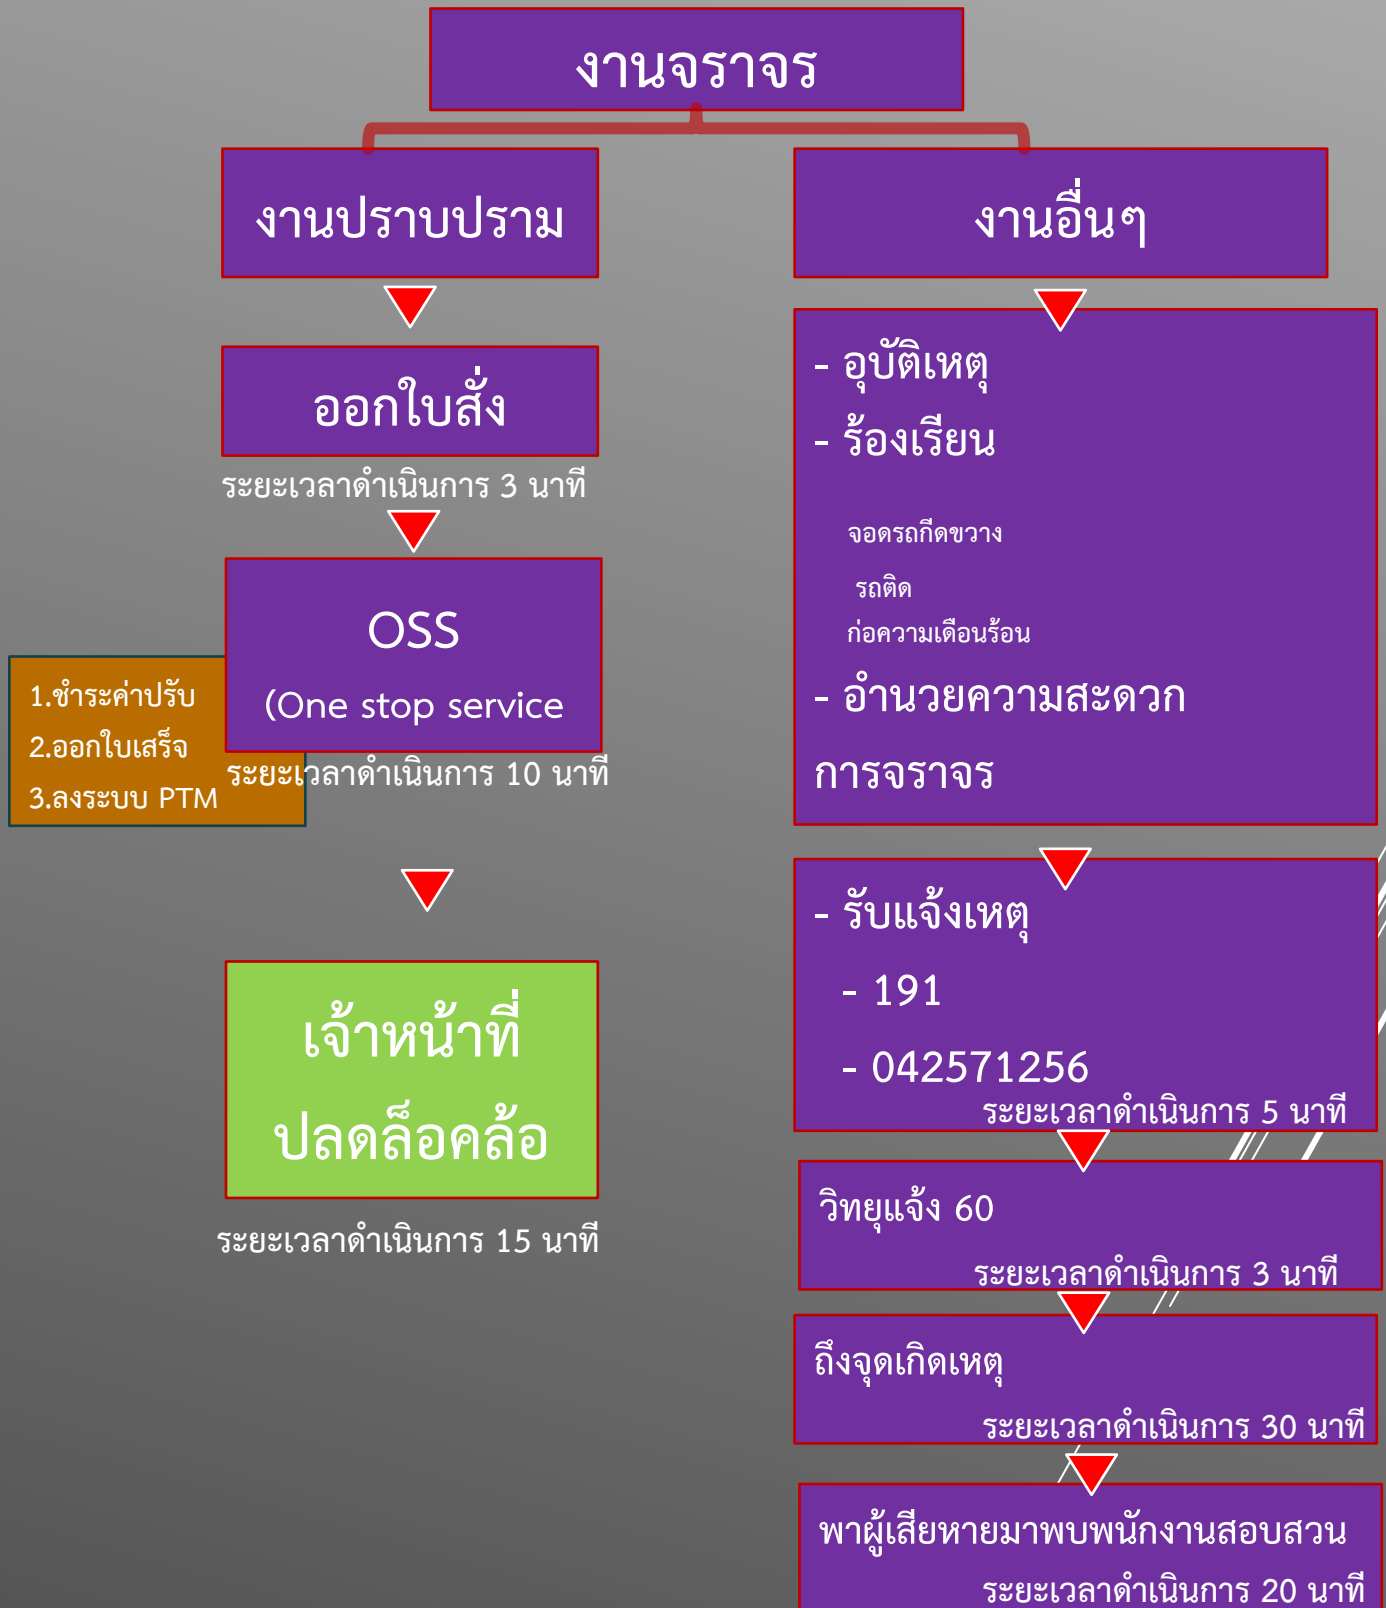 งานจราจร
งานปราบปราม
ออกใบสั่ง
ระยะเวลาดำเนินการ 3 นาที
OSS
(One stop service
ระยะเวลาดำเนินการ 10 นาที
1.ชำระค่าปรับ
2.ออกใบเสร็จ
3.ลงระบบ PTM
เจ้าหน้าที่
ปลดล็อคล้อ
ระยะเวลาดำเนินการ 15 นาที
งานอื่นๆ
- อุบัติเหตุ
- ร้องเรียน
จอดรถกีดขวาง
รถติด
ก่อความเดือนร้อน
- อำนวยความสะดวก
การจราจร
- รับแจ้งเหตุ
- 191
- 042571256
ระยะเวลาดำเนินการ 5 นาที
วิทยุแจ้ง 60
ระยะเวลาดำเนินการ 3 นาที
ถึงจุดเกิดเหตุ
ระยะเวลาดำเนินการ 30 นาที
พาผู้เสียหายมาพบพนักงานสอบสวน
ระยะเวลาดำเนินการ 20 นาที